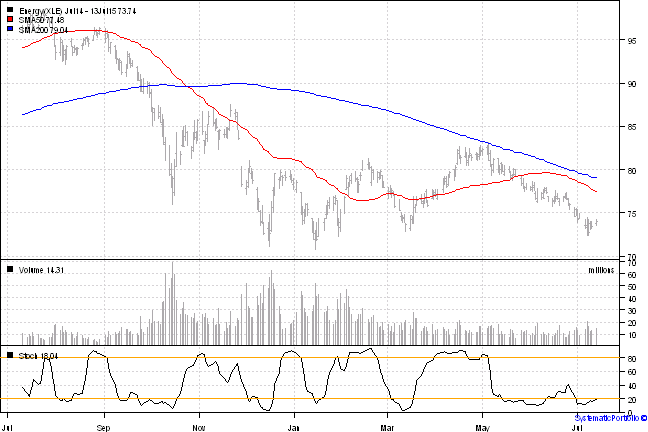 Energy(XLE) Jul14 - 13Jul15 73.74
SMA50 77.48
SMA200 79.04
95
90
85
80
75
70
Volume 14.31
millions
70
60
50
40
30
20
10
Stoch 18.04
80
60
40
20
0
Jul
Sep
Nov
Jan
Mar
May
Jul
SystematicPortfolio ©